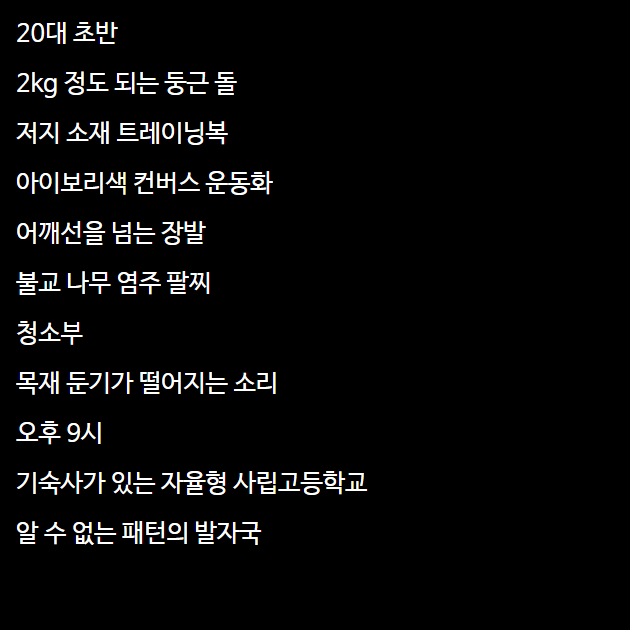 20대 초반
2kg 정도 되는 둥근 돌
저지 소재 트레이닝복
아이보리색 컨버스 운동화
어깨선을 넘는 장발
불교 나무 염주 팔찌
청소부
목재 둔기가 떨어지는 소리
오후 9시
기숙사가 있는 자율형 사립고등학교
알 수 없는 패턴의 발자국